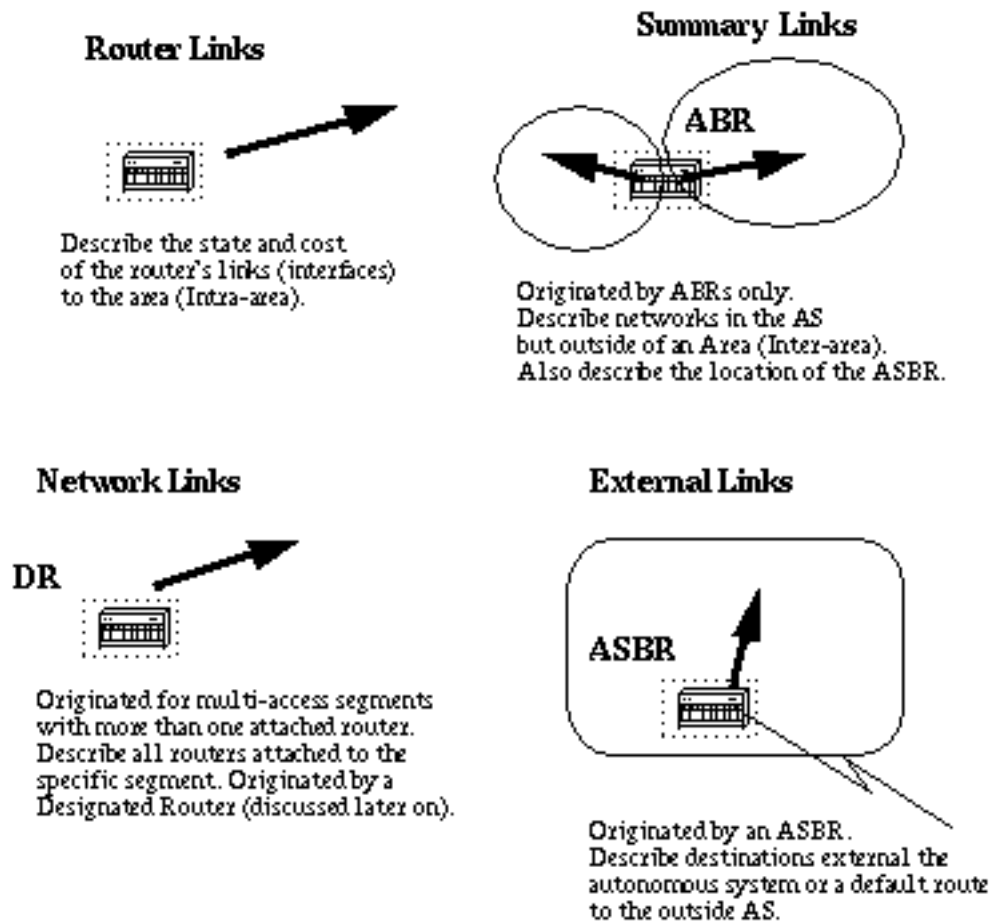 Router Links
Describe the state and cost
of the router's links (interfaces)
to the area (Intra-area).
Summary Links
ABR
Originated by ABRs only.
Describe networks in the AS
but outside of an Area (Inter-area).
Also describe the location of the ASBR.
Network Links
DR
Originated for multi-access segments
with more than one attached router.
Describe all routers attached to the
specific segment. Originated by a
Designated Router (discussed later on).
External Links
ASBR
Originated by an ASBR.
Describe destinations external the
autonomous system or a default route
to the outside AS.